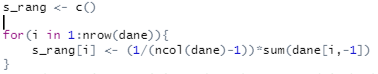 s_rang <- c()
for(i in 1:nrow(dane)){
    s_rang[i] <- (1/(ncol(dane)-1))*sum(dane[i,-1])
}